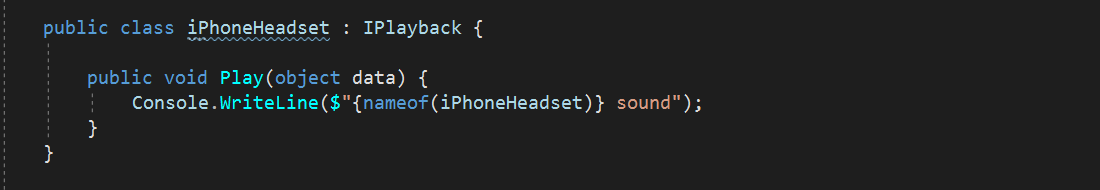 public class iPhoneHeadset : IPlayback {
public void Play(object data) {
Console.WriteLine($"{nameof(iPhoneHeadset)} sound");
}
}